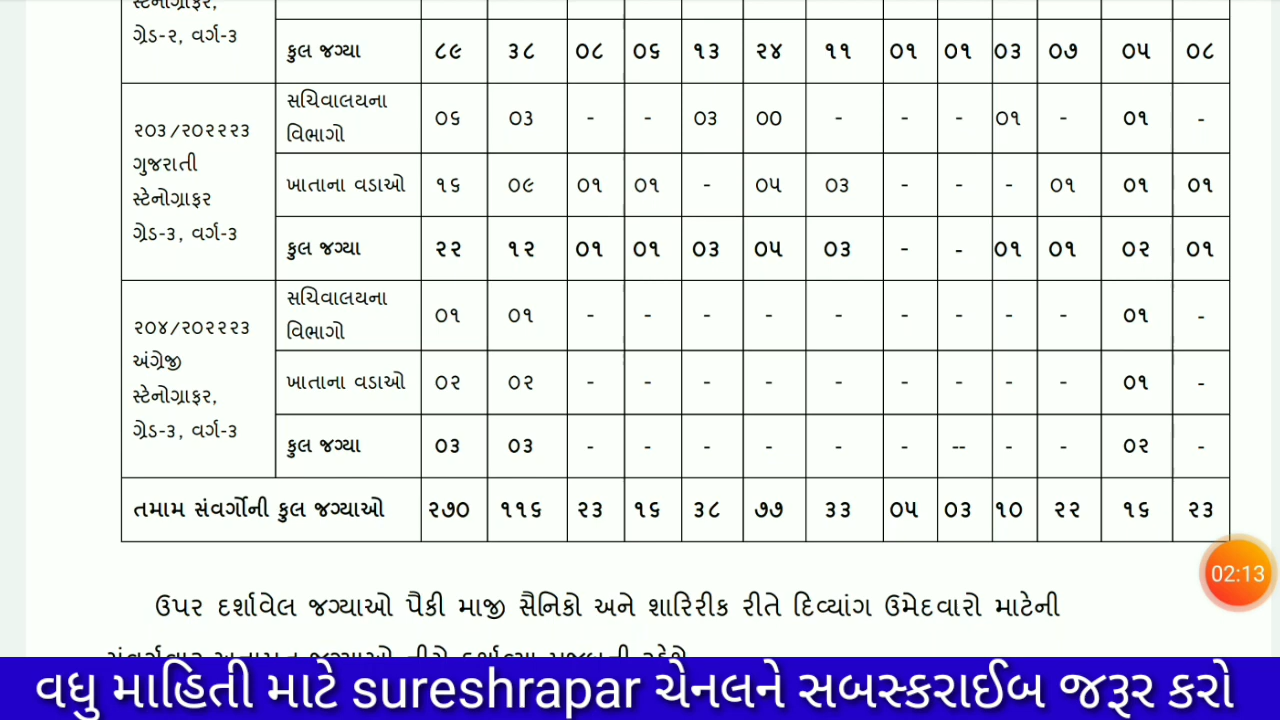 સ્ટેનોગ્રાફર,
ગ્રેડ-૨, વર્ગ-૩
કુલ જગ્યા ૮૯ ૩૮ ૦૮ ૦૬ ૧૩ ૨૪ ૧૧ ૦૧ ૦૧ ૦૩ ૦૭ ૦૫ ૦૮
૨૦૩/૨૦૨૨૨૩
ગુજરાતી
સ્ટેનોગ્રાફર
ગ્રેડ-૩, વર્ગ-૩
સચિવાલયના
વિભાગો ૦૬ ૦૩ - - ૦૩ ૦૦ - - - ૦૧ - ૦૧ -
ખાતાના વડાઓ ૧૬ ૦૯ ૦૧ ૦૧ - ૦૫ ૦૩ - - - ૦૧ ૦૧ ૦૧
કુલ જગ્યા ૨૨ ૧૨ ૦૧ ૦૧ ૦૩ ૦૫ ૦૩ - - ૦૧ ૦૧ ૦૨ ૦૧
૨૦૪/૨૦૨૨૨૩
અંગ્રેજી
સ્ટેનોગ્રાફર,
ગ્રેડ-૩, વર્ગ-૩
સચિવાલયના
વિભાગો ૦૧ ૦૧ - - - - - - - - - ૦૧ -
ખાતાના વડાઓ ૦૨ ૦૨ - - - - - - - - - ૦૧ -
કુલ જગ્યા ૦૩ ૦૩ - - - - - - -- - - ૦૨ -
તમામ સંવર્ગોની કુલ જગ્યાઓ ૨૭૦ ૧૧૬ ૨૩ ૧૬ ૩૮ ૭૭ ૩૩ ૦૫ ૦૩ ૧૦ ૨૨ ૧૬ ૨૩
02:13
ઉપર દર્શાવેલ જગ્યાઓ પૈકી માજી સૈનિકો અને શારિરીક રીતે દિવ્યાંગ ઉમેદવારો માટેની
વધુ માહિતી માટે sureshrapar ચેનલને સબસ્કરાઈબ જરૂર કરો